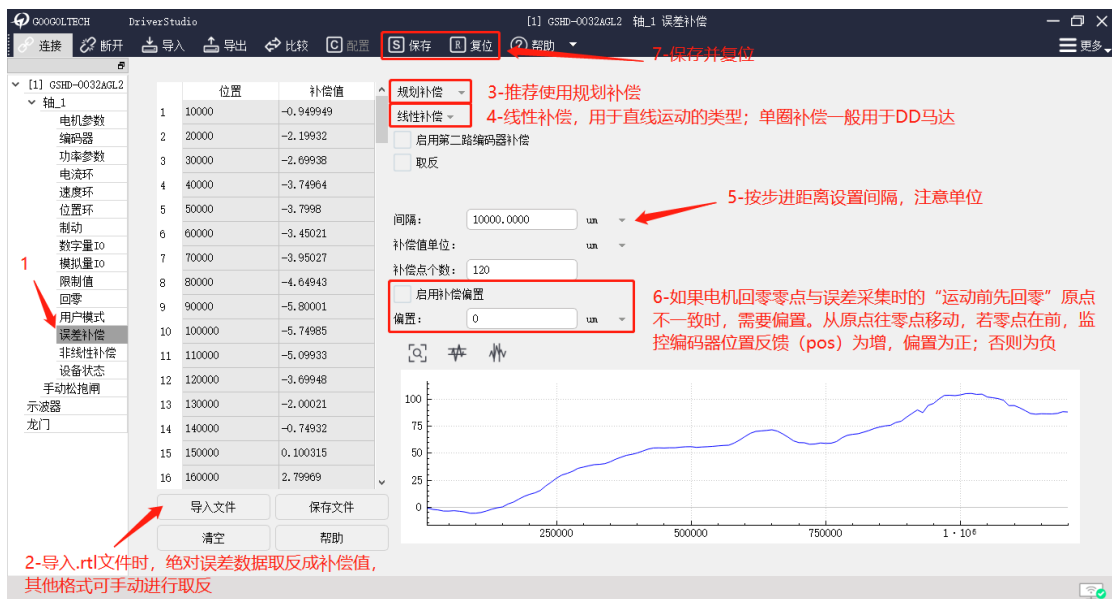 GOOGOLTECH DriverStudio [1] GSHD-0032AGL2 轴_1 误差补偿
连接 断开 导入 导出 比较 C 配置 S 保存 R 复位 ? 帮助 更多
7-保存并复位
[1] GSHD-0032AGL2
轴_1
电机参数
编码器
功率参数
电流环
速度环
位置环
制动
数字量IO
模拟量IO
限制值
回零
用户模式
误差补偿
非线性补偿
设备状态
手动松抱闸
示波器
龙门
1
位置 补偿值
1 10000 -0.949949
2 20000 -2.19932
3 30000 -2.69938
4 40000 -3.74964
5 50000 -3.7998
6 60000 -3.45021
7 70000 -3.95027
8 80000 -4.64943
9 90000 -5.80001
10 100000 -5.74985
11 110000 -5.09933
12 120000 -3.69948
13 130000 -2.00021
14 140000 -0.74932
15 150000 0.100315
16 160000 2.79969
导入文件 保存文件
清空 帮助
2-导入.rtl文件时，绝对误差数据取反成补偿值，
其他格式可手动进行取反
规划补偿
3-推荐使用规划补偿
线性补偿
4-线性补偿，用于直线运动的类型；单圈补偿一般用于DD马达
启用第二路编码器补偿
取反
5-按步进距离设置间隔，注意单位
间隔： 10000.0000 um
补偿值单位： um
补偿点个数： 120
启用补偿偏置
偏置： 0 um
6-如果电机回零零点与误差采集时的“运动前先回零”原点
不一致时，需要偏置。从原点往零点移动，若零点在前，监
控编码器位置反馈（pos）为增，偏置为正；否则为负
100
75
50
25
0
250000 500000 750000 1·10⁶